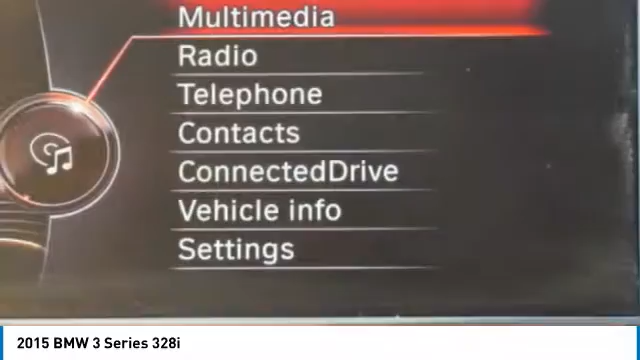 Multimedia
Radio
Telephone
Contacts
ConnectedDrive
Vehicle info
Settings
2015 BMW 3 Series 328i